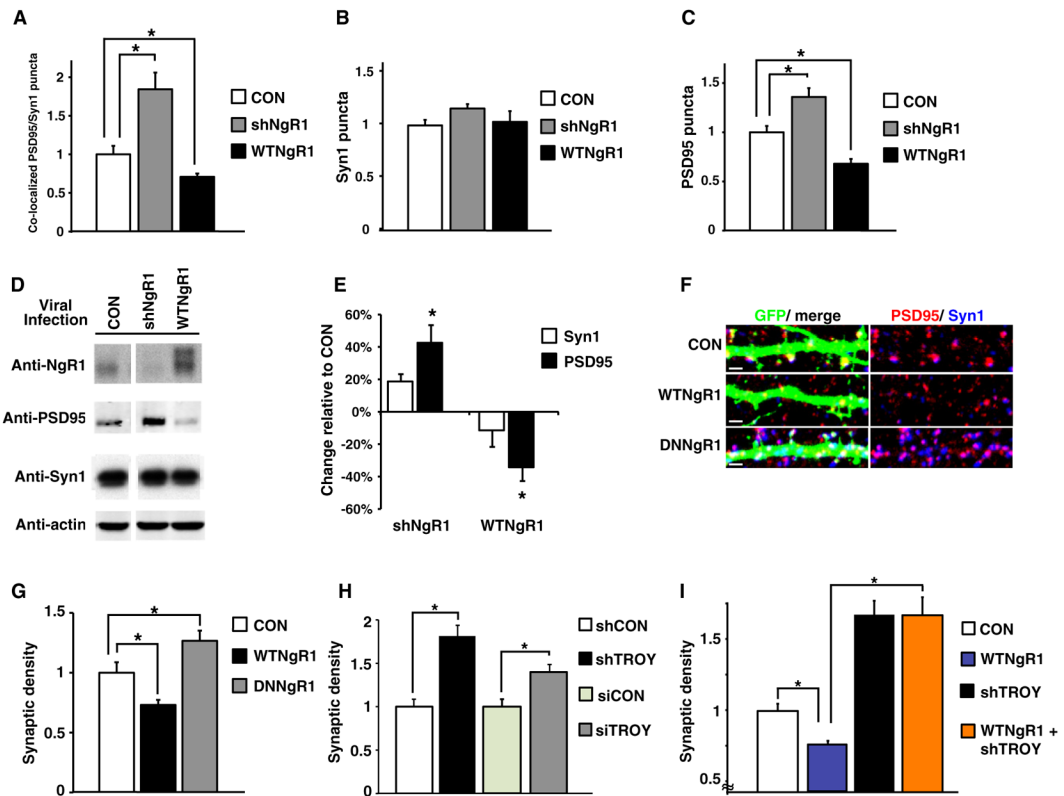 A
Co-localized PSD95/Syn1 puncta
2
1.5
1
0.5
0
*
*
CON
shNgR1
WTNgR1
B
Syn1 puncta
1.5
1
0.5
0
CON
shNgR1
WTNgR1
C
PSD95 puncta
1.5
1
0.5
0
*
*
CON
shNgR1
WTNgR1
D
Viral
Infection
CON
shNgR1
WTNgR1
Anti-NgR1
Anti-PSD95
Anti-Syn1
Anti-actin
E
Change relative to CON
60%
40%
20%
0%
-20%
-40%
-60%
*
*
Syn1
PSD95
shNgR1
WTNgR1
F
GFP/ merge
PSD95/ Syn1
CON
WTNgR1
DNNgR1
G
Synaptic density
1.5
1
0.5
0
*
*
CON
WTNgR1
DNNgR1
H
Synaptic density
2
1.5
1
0.5
0
*
*
shCON
shTROY
siCON
siTROY
I
Synaptic density
1.5
1
0.5
*
*
CON
WTNgR1
shTROY
WTNgR1 +
shTROY